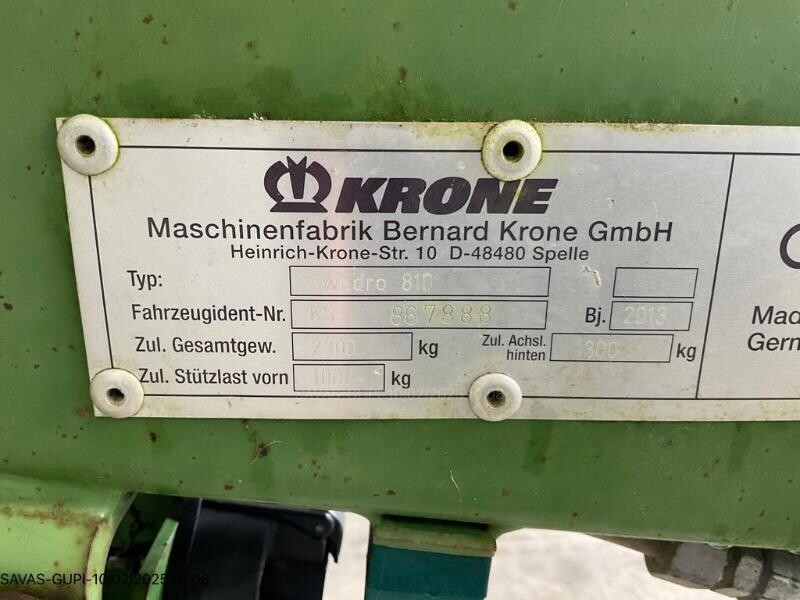 KRONE
Maschinenfabrik Bernard Krone GmbH
Heinrich-Krone-Str. 10 D-48480 Spelle
Typ: Swadro 810
Fahrzeugident-Nr. KS 867888 Bj. 2013
Zul. Gesamtgew. kg Zul. Achsl. hinten kg
Zul. Stützlast vorn kg
Mad
Germ
SAVAS-GUPI-10/02/2025